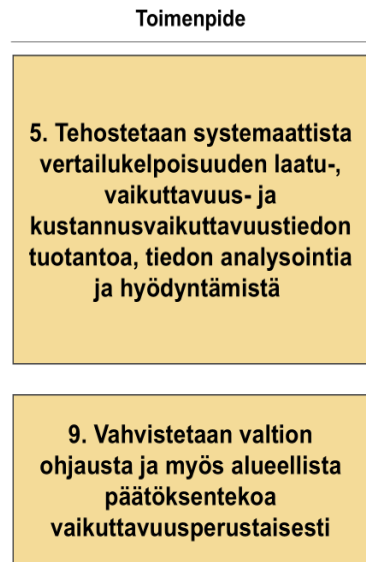 Toimenpide
5. Tehostetaan systemaattista
vertailukelpoisuuden laatu-,
vaikuttavuus- ja
kustannusvaikuttavuustiedon
tuotantoa, tiedon analysointia
ja hyödyntämistä
9. Vahvistetaan valtion
ohjausta ja myös alueellista
päätöksentekoa
vaikuttavuusperustaisesti